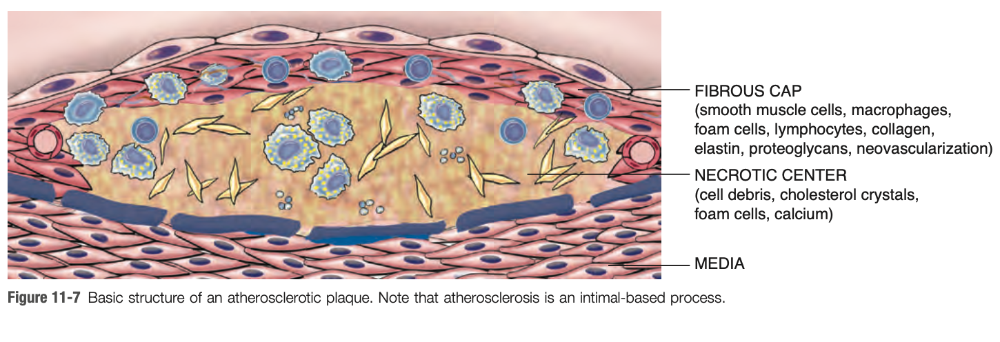 FIBROUS CAP
(smooth muscle cells, macrophages,
foam cells, lymphocytes, collagen,
elastin, proteoglycans, neovascularization)
NECROTIC CENTER
(cell debris, cholesterol crystals,
foam cells, calcium)
MEDIA
Figure 11-7 Basic structure of an atherosclerotic plaque. Note that atherosclerosis is an intimal-based process.